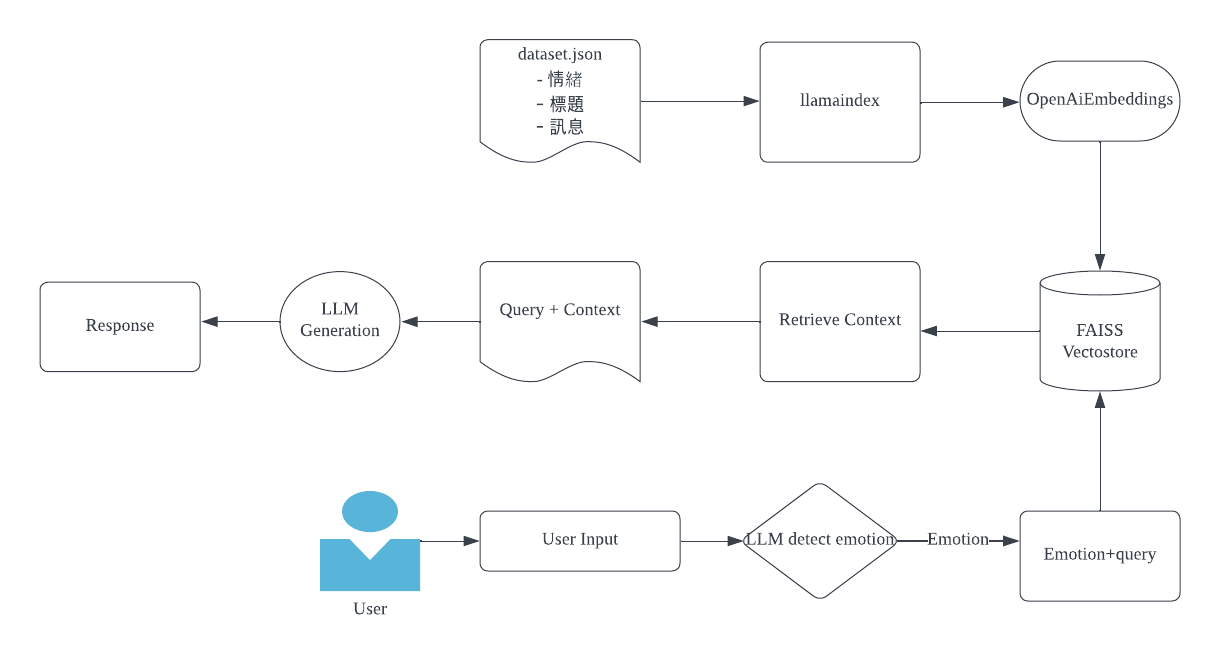 dataset.json
- 情緒
- 標題
- 訊息
llamaindex
OpenAiEmbeddings
Response
LLM
Generation
Query + Context
Retrieve Context
FAISS
Vectostore
User
User Input
LLM detect emotion
Emotion
Emotion+query